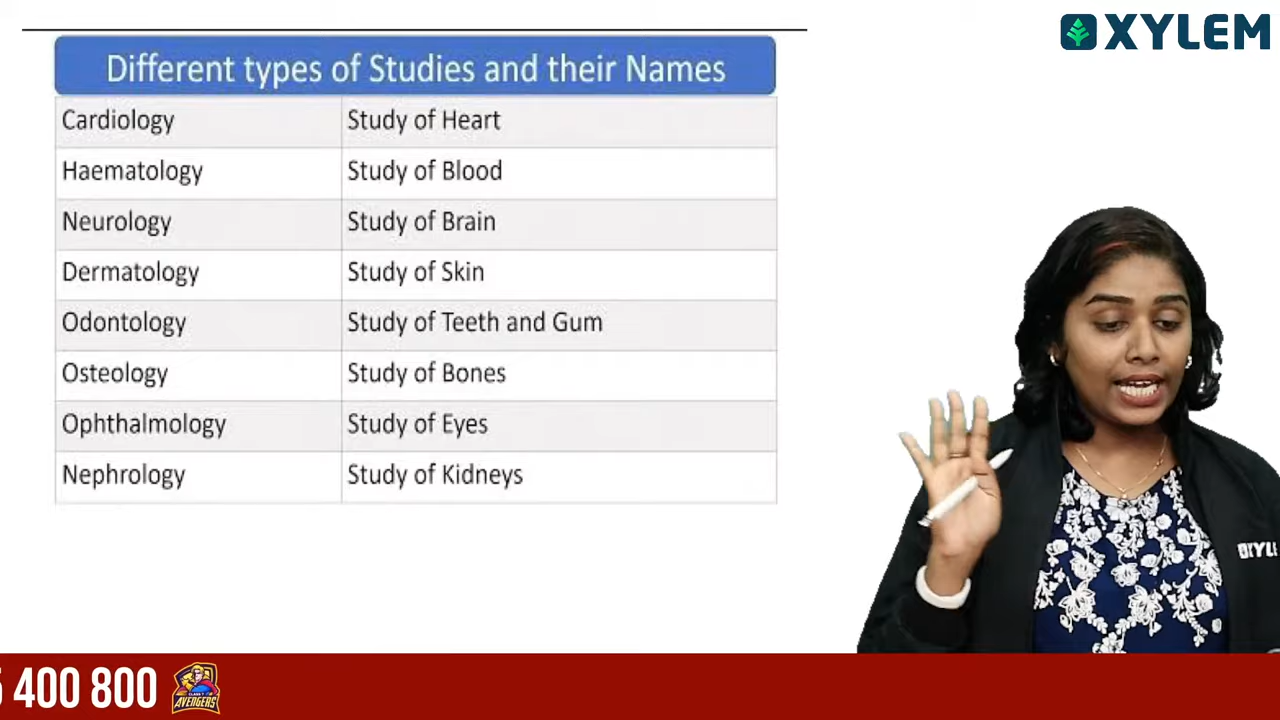 XYLEM
Different types of Studies and their Names
Cardiology Study of Heart
Haematology Study of Blood
Neurology Study of Brain
Dermatology Study of Skin
Odontology Study of Teeth and Gum
Osteology Study of Bones
Ophthalmology Study of Eyes
Nephrology Study of Kidneys
XYLE
400 800
AVENGERS